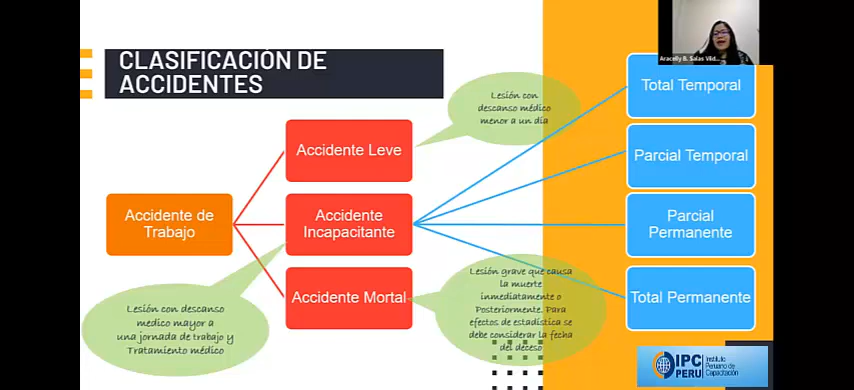 Aracelly B. Salas Vild...
CLASIFICACIÓN DE
ACCIDENTES
Lesión con
descanso médico
menor a un día
Total Temporal
Accidente Leve
Parcial Temporal
Accidente de
Trabajo
Accidente
Incapacitante
Parcial
Permanente
Accidente Mortal
Total Permanente
Lesión con descanso
medico mayor a
una jornada de trabajo y
Tratamiento médico
Lesión grave que causa
la muerte
inmediatamente o
Posteriormente. Para
efectos de estadística se
debe considerar la fecha
del deceso
IPC
PERU
Instituto
Peruano de
Capacitación